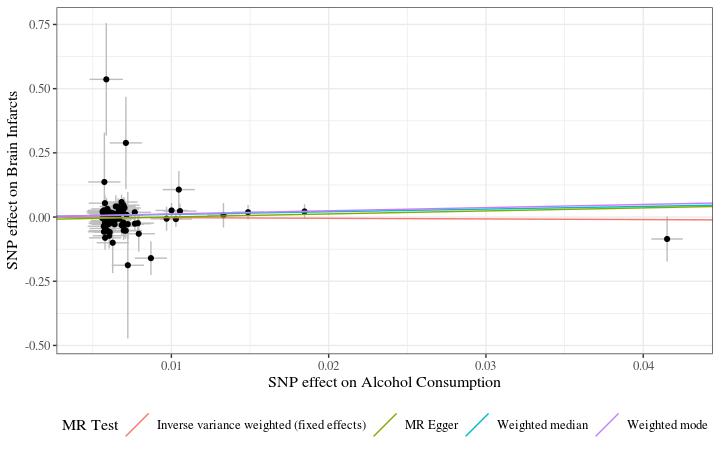 SNP effect on Brain Infarcts
0.75
0.50
0.25
0.00
-0.25
-0.50
0.01
0.02
0.03
0.04
SNP effect on Alcohol Consumption
MR Test
Inverse variance weighted (fixed effects)
MR Egger
Weighted median
Weighted mode